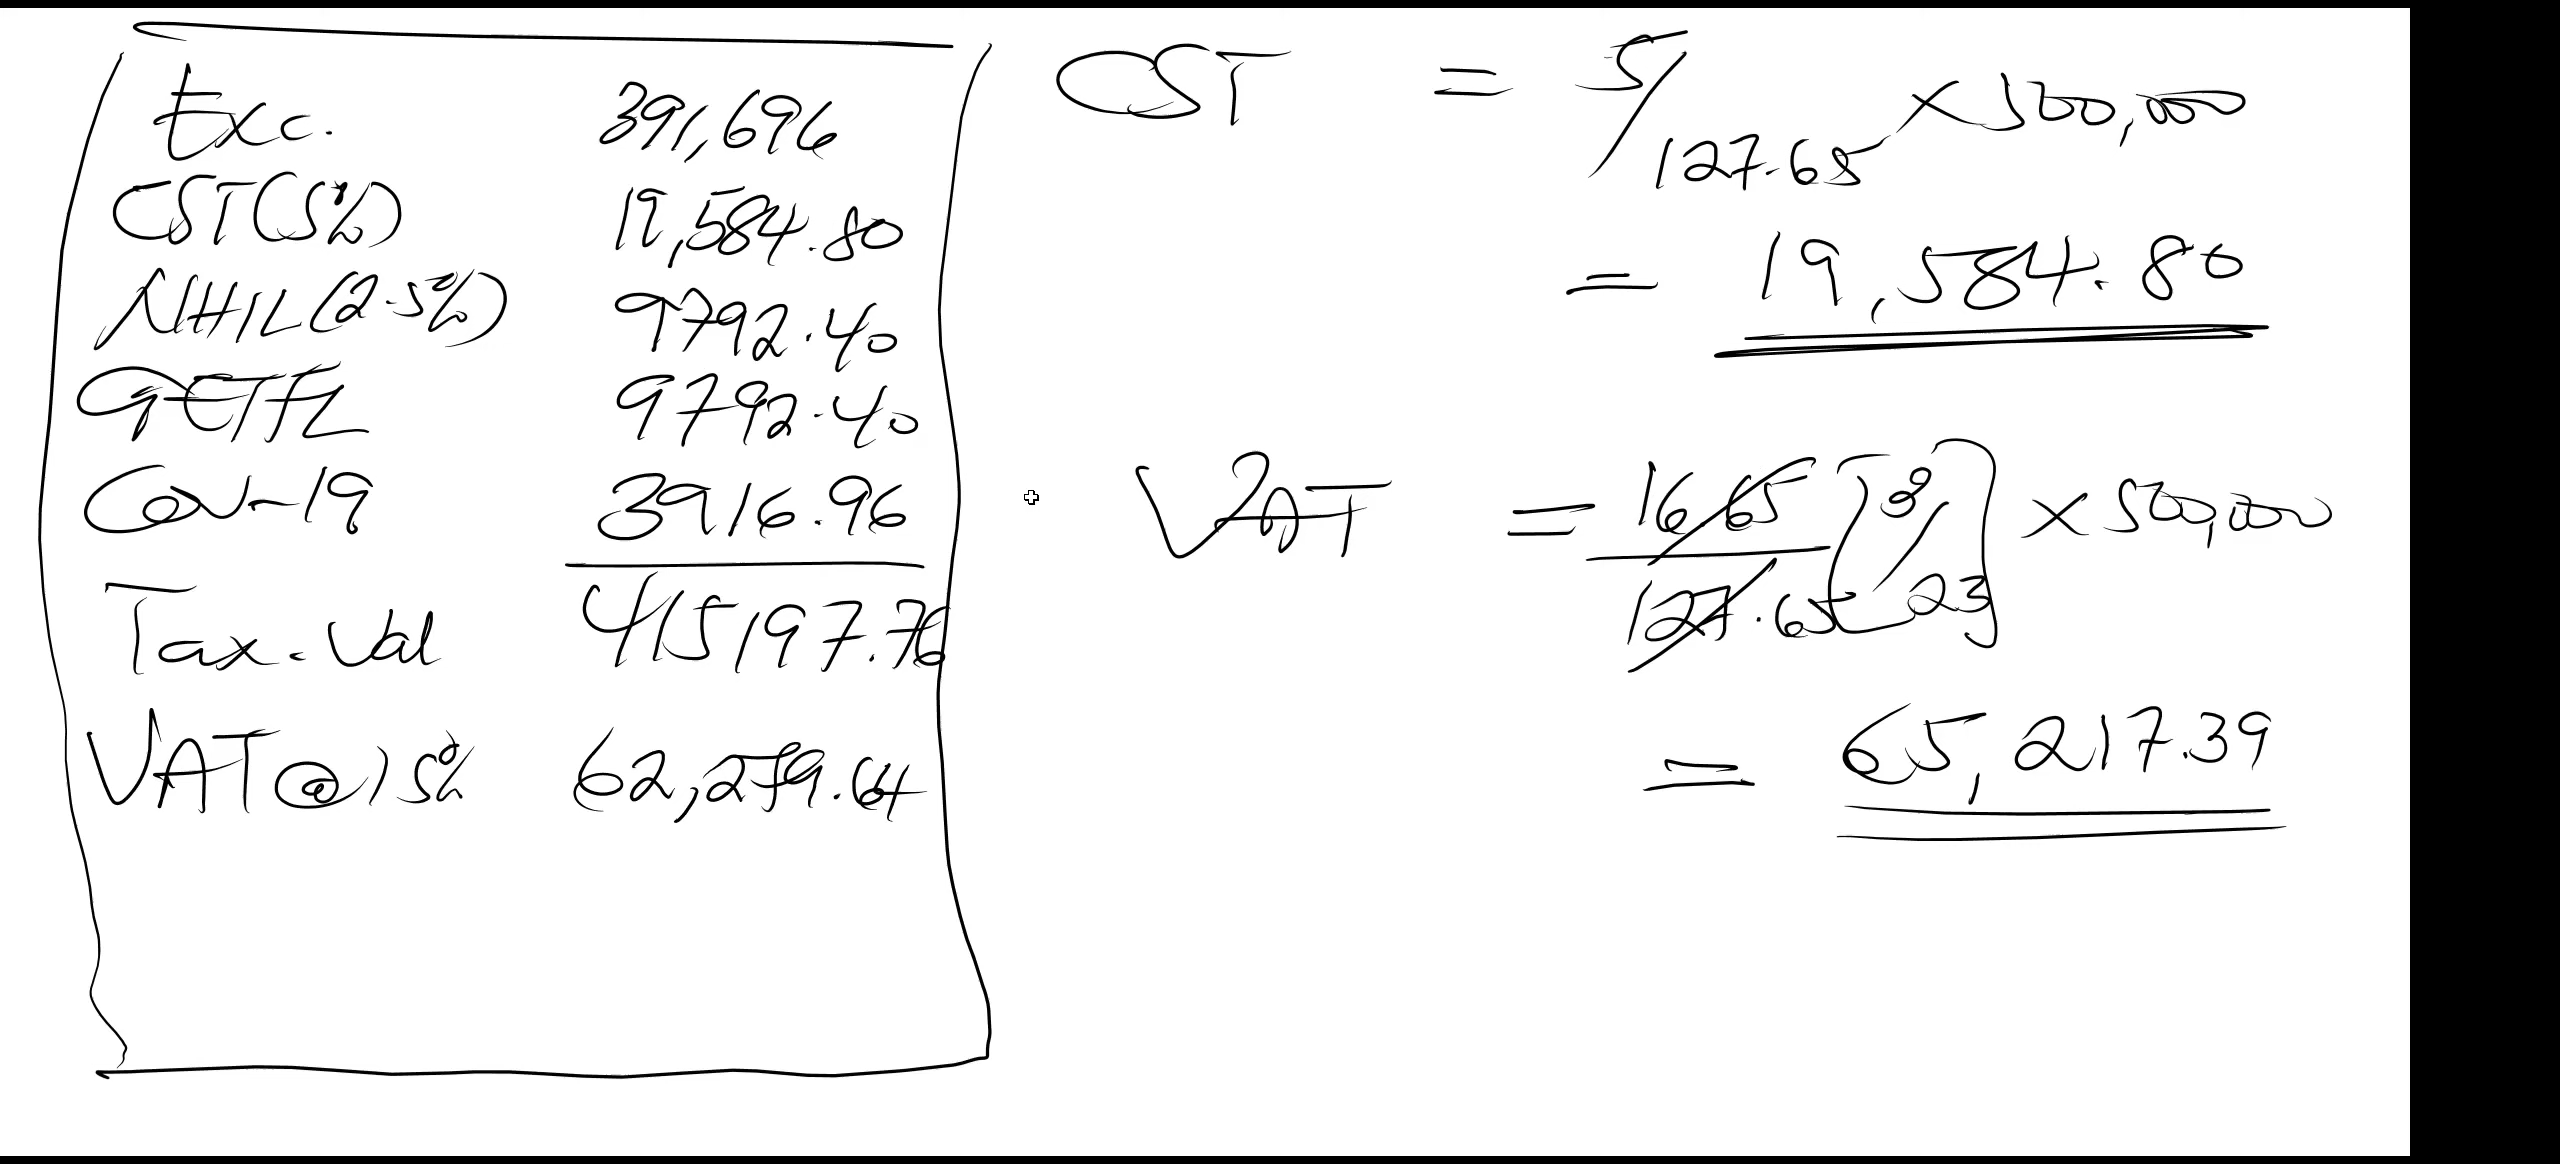 Exc. 391,696
CST(5%) 19,584.80
NHIL(2.5%) 9792.40
GETFL 9792.40
Cov-19 3916.96
Tax. Val 415197.76
VAT@15% 62,279.64
CST = 5/127.65 × 500,000
= 19,584.80
VAT = 16.65/127.65 [3/23] × 500,000
= 65,217.39